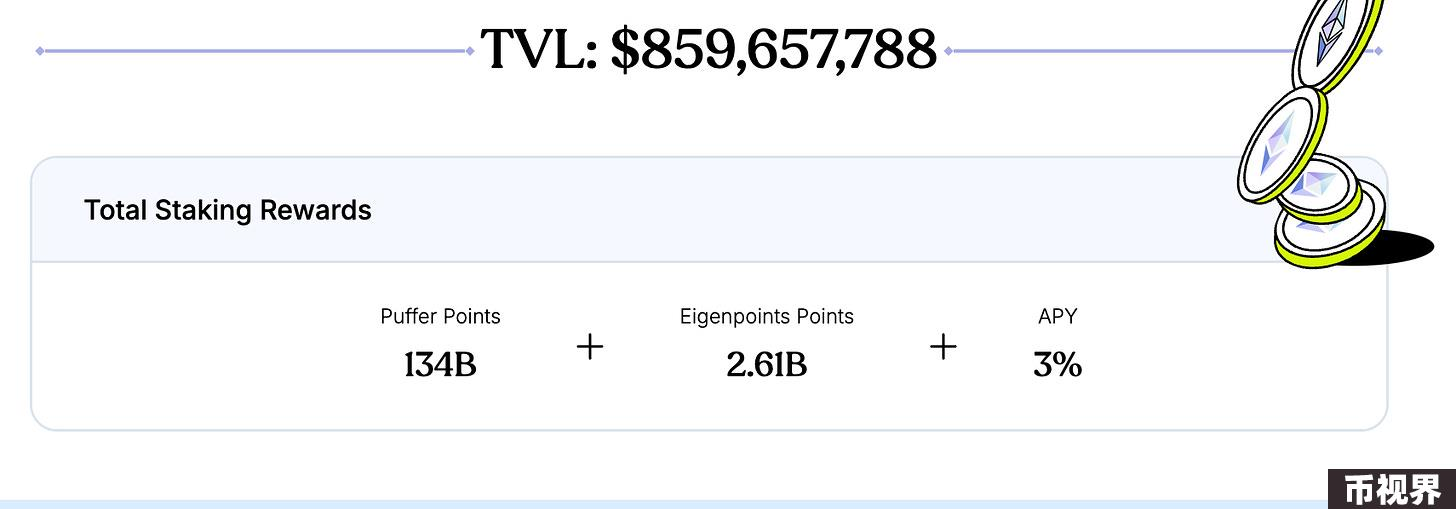 TVL: $859,657,788
Total Staking Rewards
Puffer Points
Eigenpoints Points
APY
134B + 2.61B + 3%
币视界